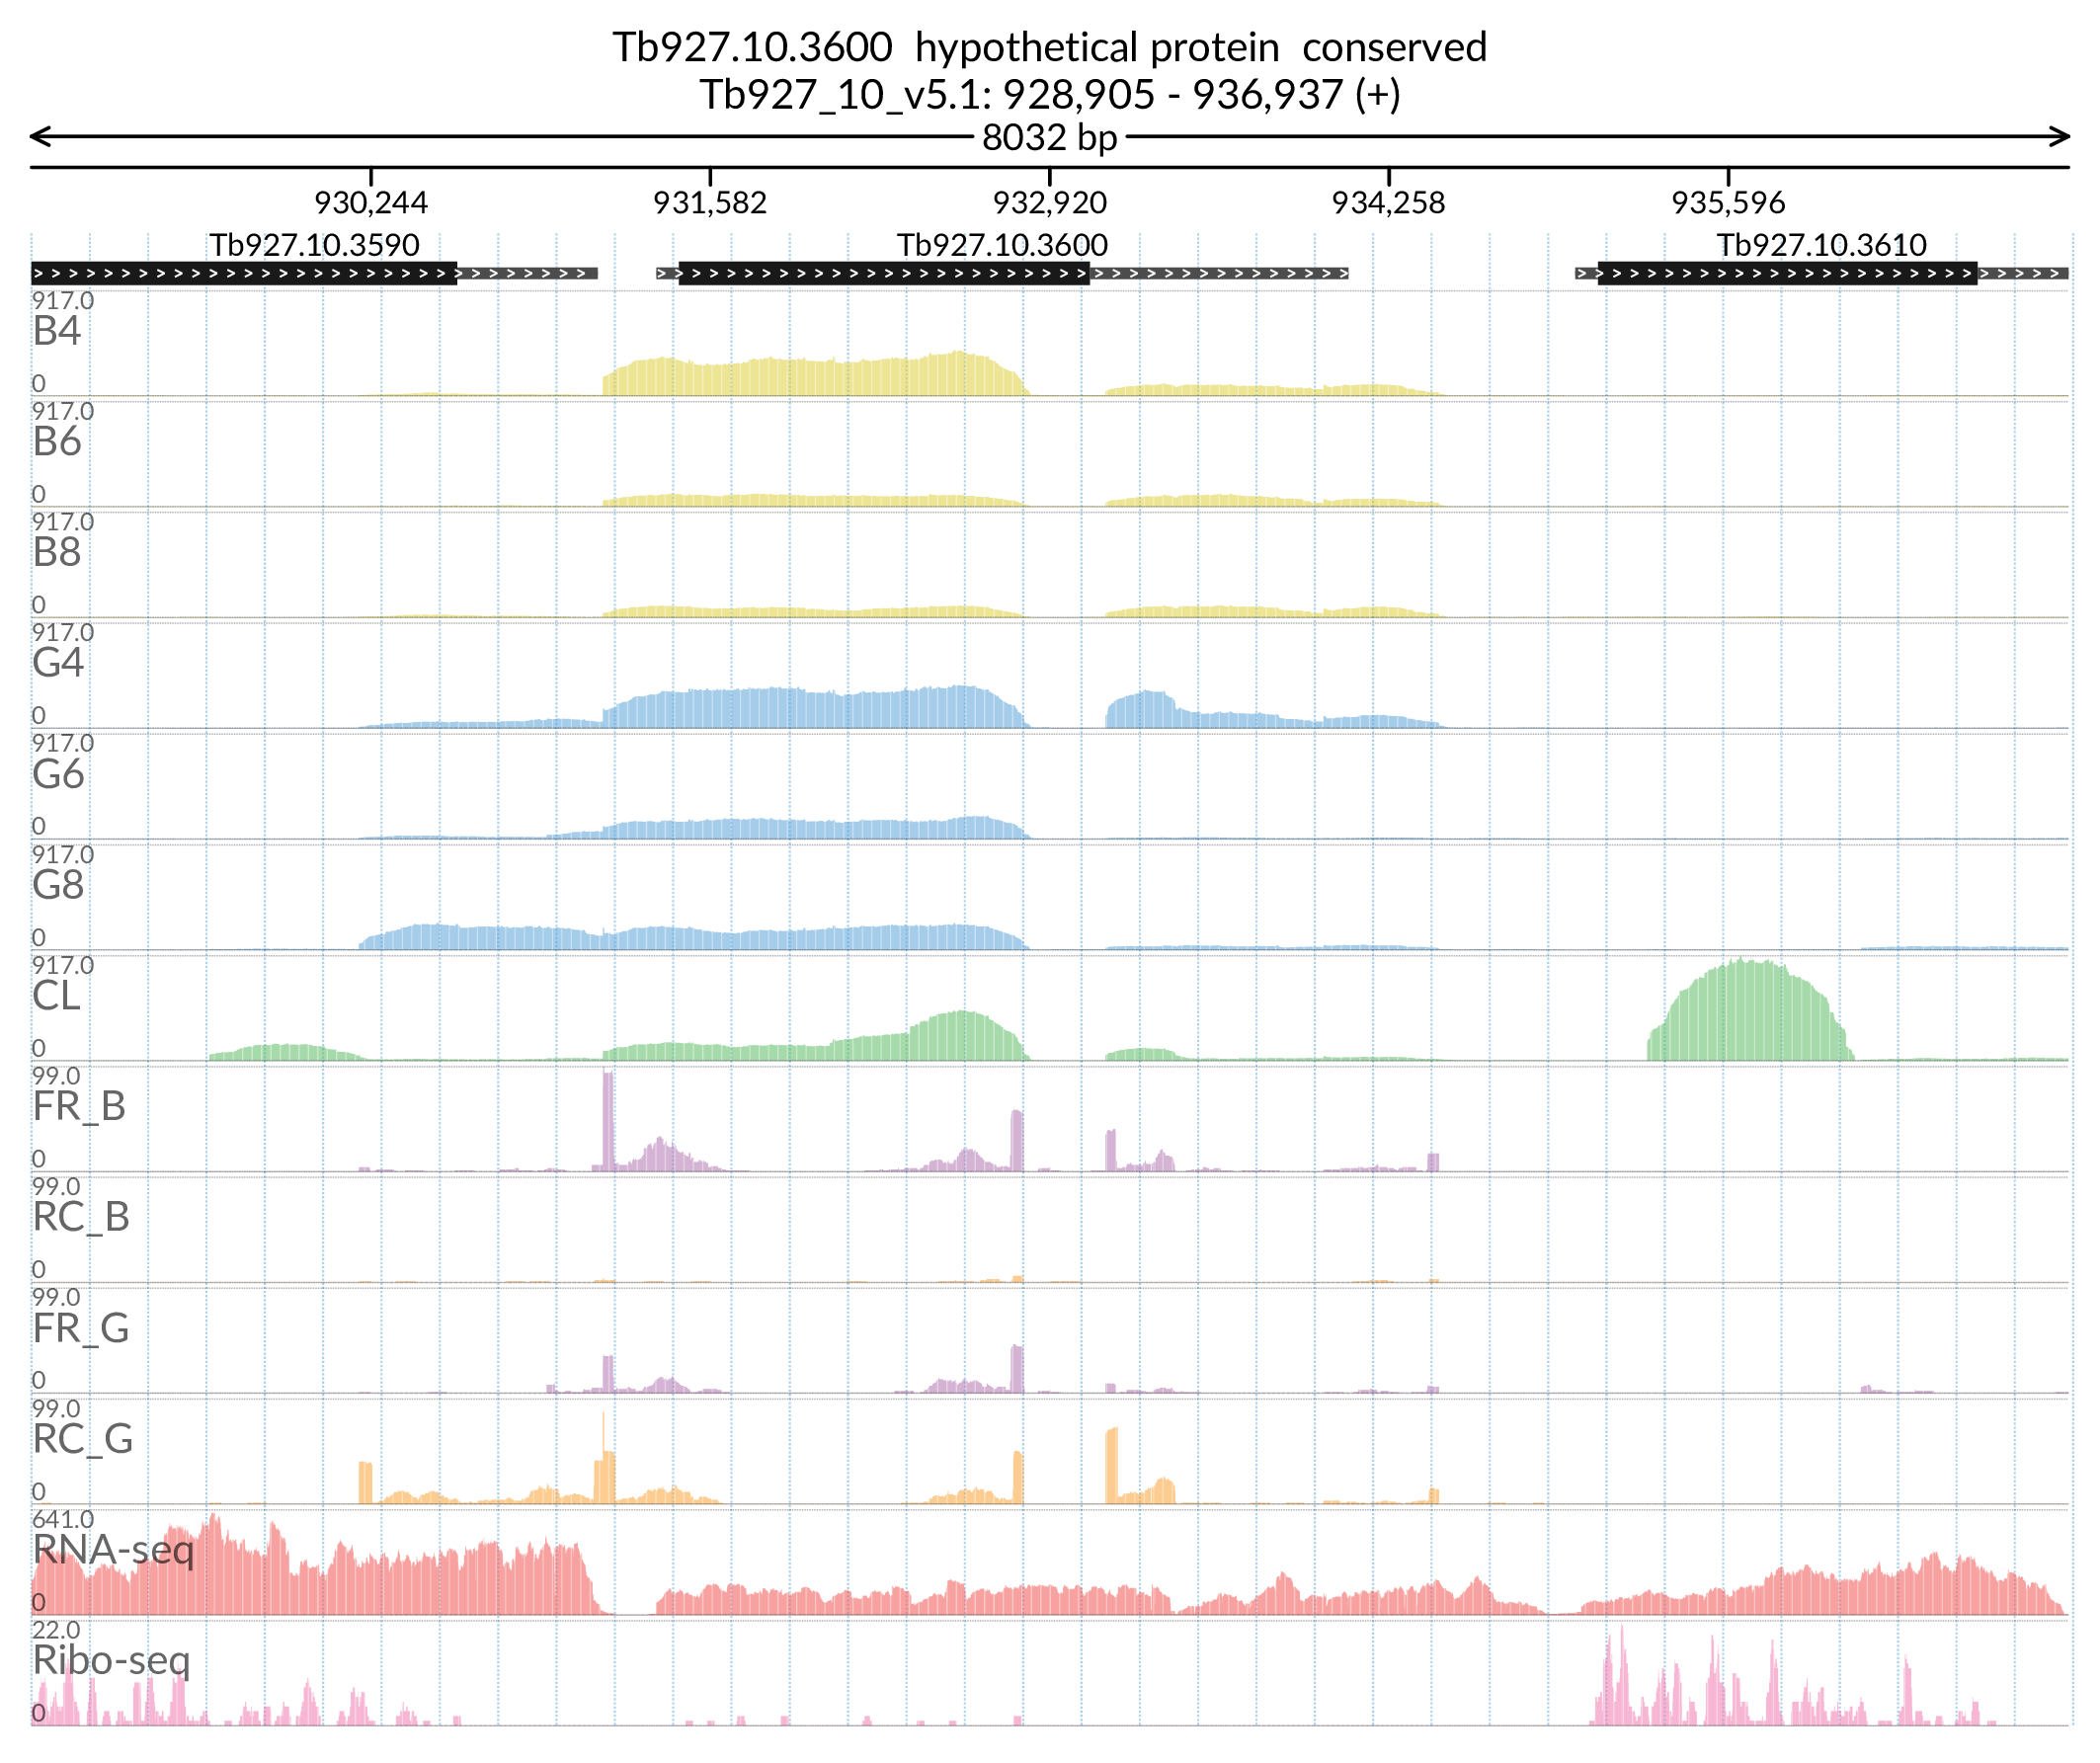 Tb927.10.3600 hypothetical protein conserved
Tb927_10_v5.1: 928,905 - 936,937 (+)
8032 bp
930,244 931,582 932,920 934,258 935,596
Tb927.10.3590 Tb927.10.3600 Tb927.10.3610
917.0
B4
0
917.0
B6
0
917.0
B8
0
917.0
G4
0
917.0
G6
0
917.0
G8
0
917.0
CL
0
99.0
FR_B
0
99.0
RC_B
0
99.0
FR_G
0
99.0
RC_G
0
641.0
RNA-seq
0
22.0
Ribo-seq
0